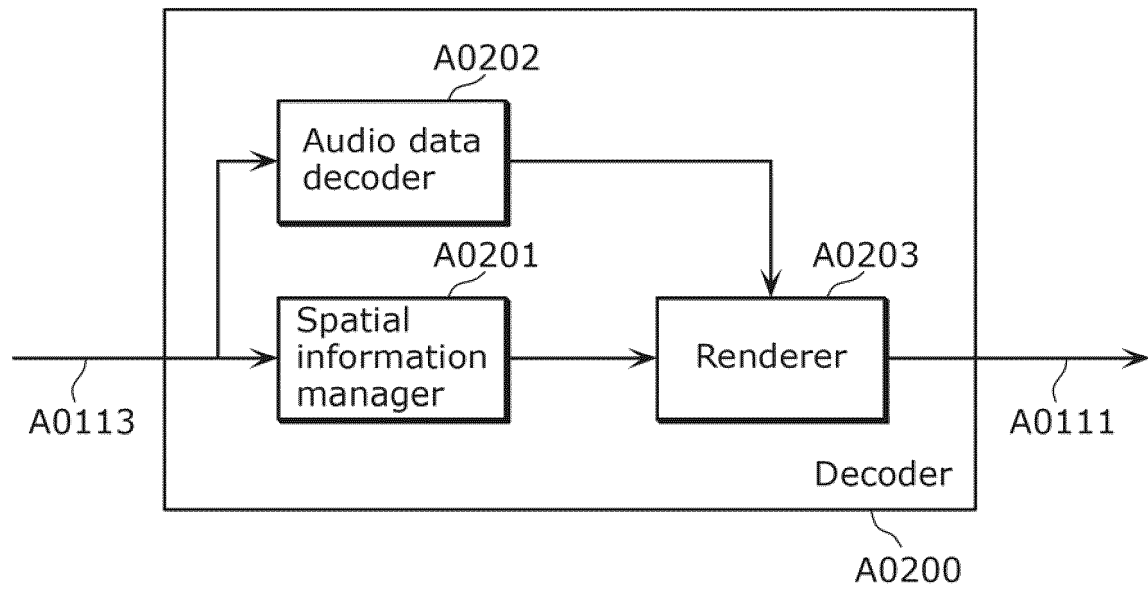 A0202
Audio data
decoder
A0201
A0203
Spatial
information
manager
Renderer
A0113
A0111
Decoder
A0200